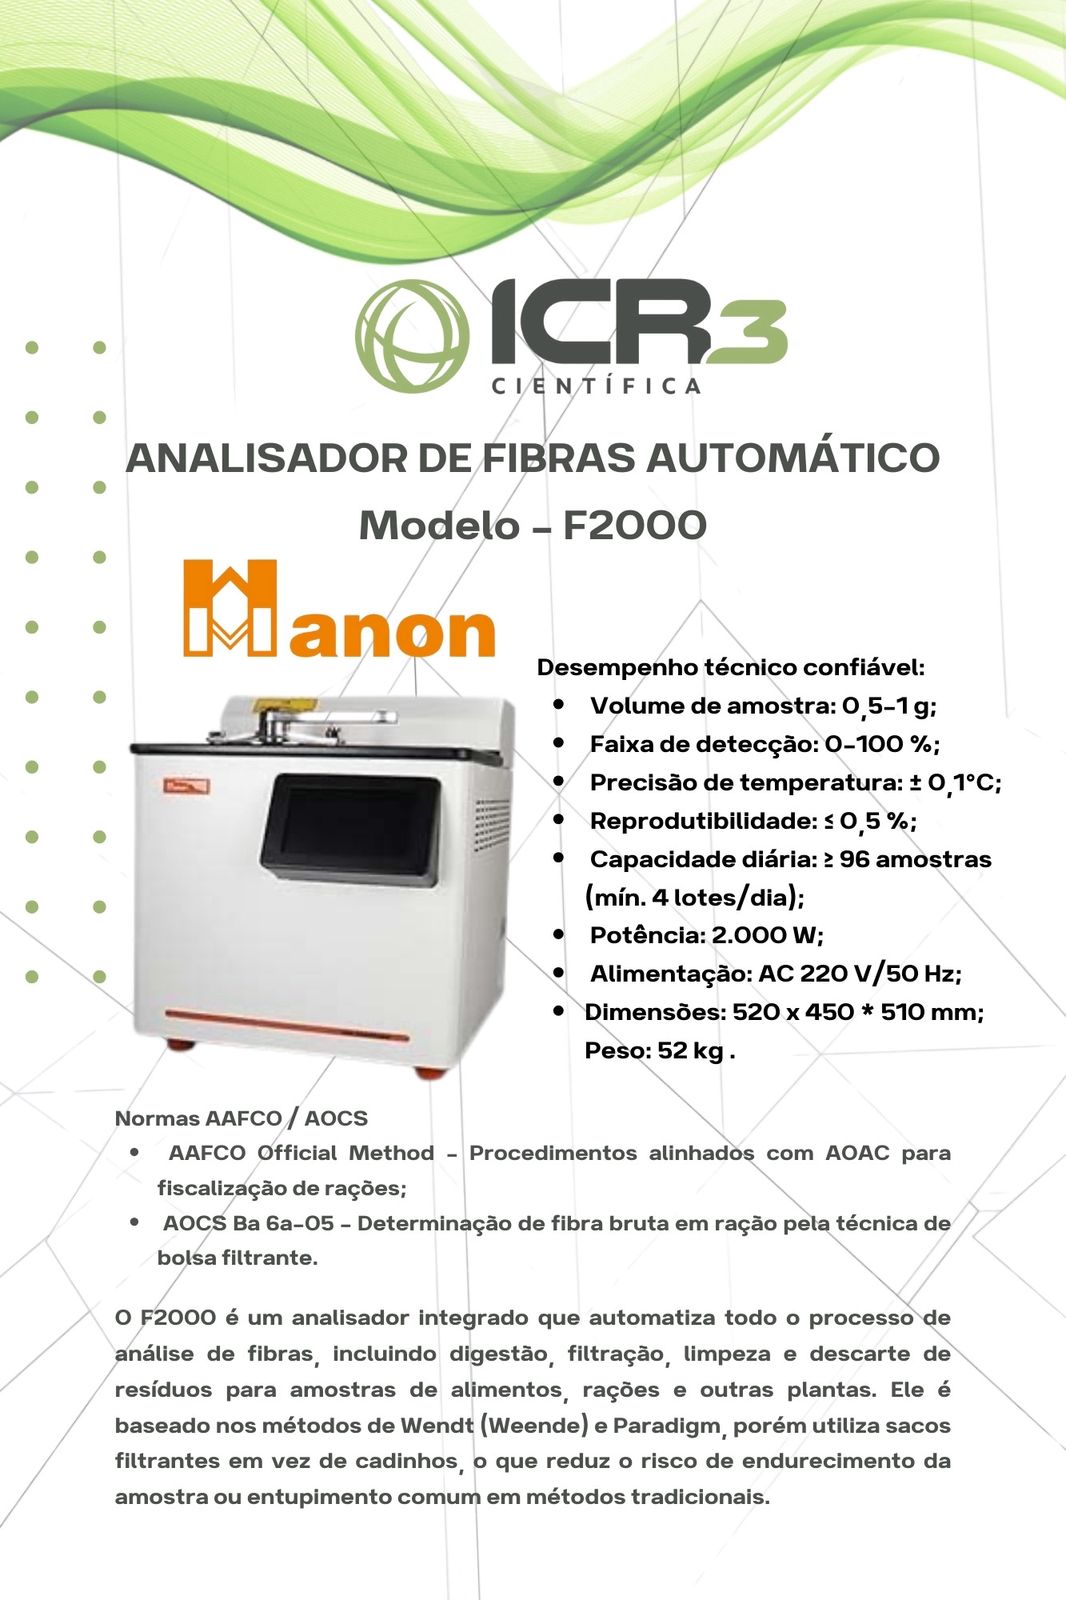 ICR3
CIENTÍFICA
ANALISADOR DE FIBRAS AUTOMÁTICO
Modelo - F2000
Hanon
Desempenho técnico confiável:
• Volume de amostra: 0,5-1 g;
• Faixa de detecção: 0-100 %;
• Precisão de temperatura: ± 0,1°C;
• Reprodutibilidade: ≤ 0,5 %;
• Capacidade diária: ≥ 96 amostras
(mín. 4 lotes/dia);
• Potência: 2.000 W;
• Alimentação: AC 220 V/50 Hz;
• Dimensões: 520 x 450 * 510 mm;
Peso: 52 kg .
Normas AAFCO / AOCS
• AAFCO Official Method - Procedimentos alinhados com AOAC para
fiscalização de rações;
• AOCS Ba 6a-05 - Determinação de fibra bruta em ração pela técnica de
bolsa filtrante.
O F2000 é um analisador integrado que automatiza todo o processo de
análise de fibras, incluindo digestão, filtração, limpeza e descarte de
resíduos para amostras de alimentos, rações e outras plantas. Ele é
baseado nos métodos de Wendt (Weende) e Paradigm, porém utiliza sacos
filtrantes em vez de cadinhos, o que reduz o risco de endurecimento da
amostra ou entupimento comum em métodos tradicionais.